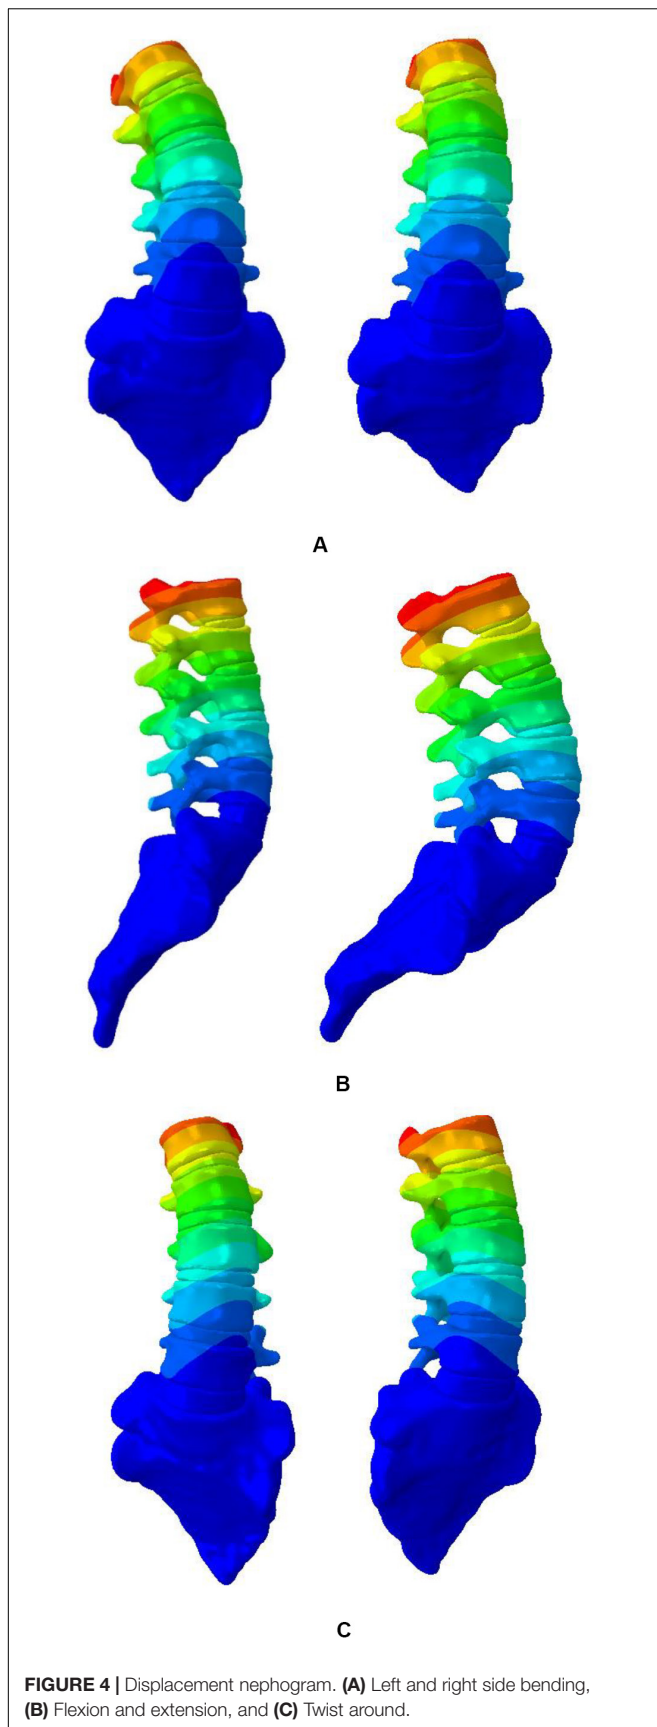 A
B
C
FIGURE 4 | Displacement nephogram. (A) Left and right side bending,
(B) Flexion and extension, and (C) Twist around.